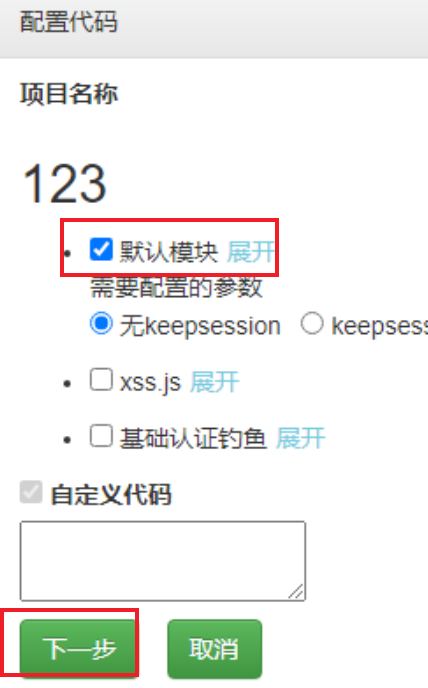 配置代码
项目名称
123
默认模块 展开
需要配置的参数
无keepsession keepsess
xss.js 展开
基础认证钓鱼 展开
自定义代码
下一步 取消